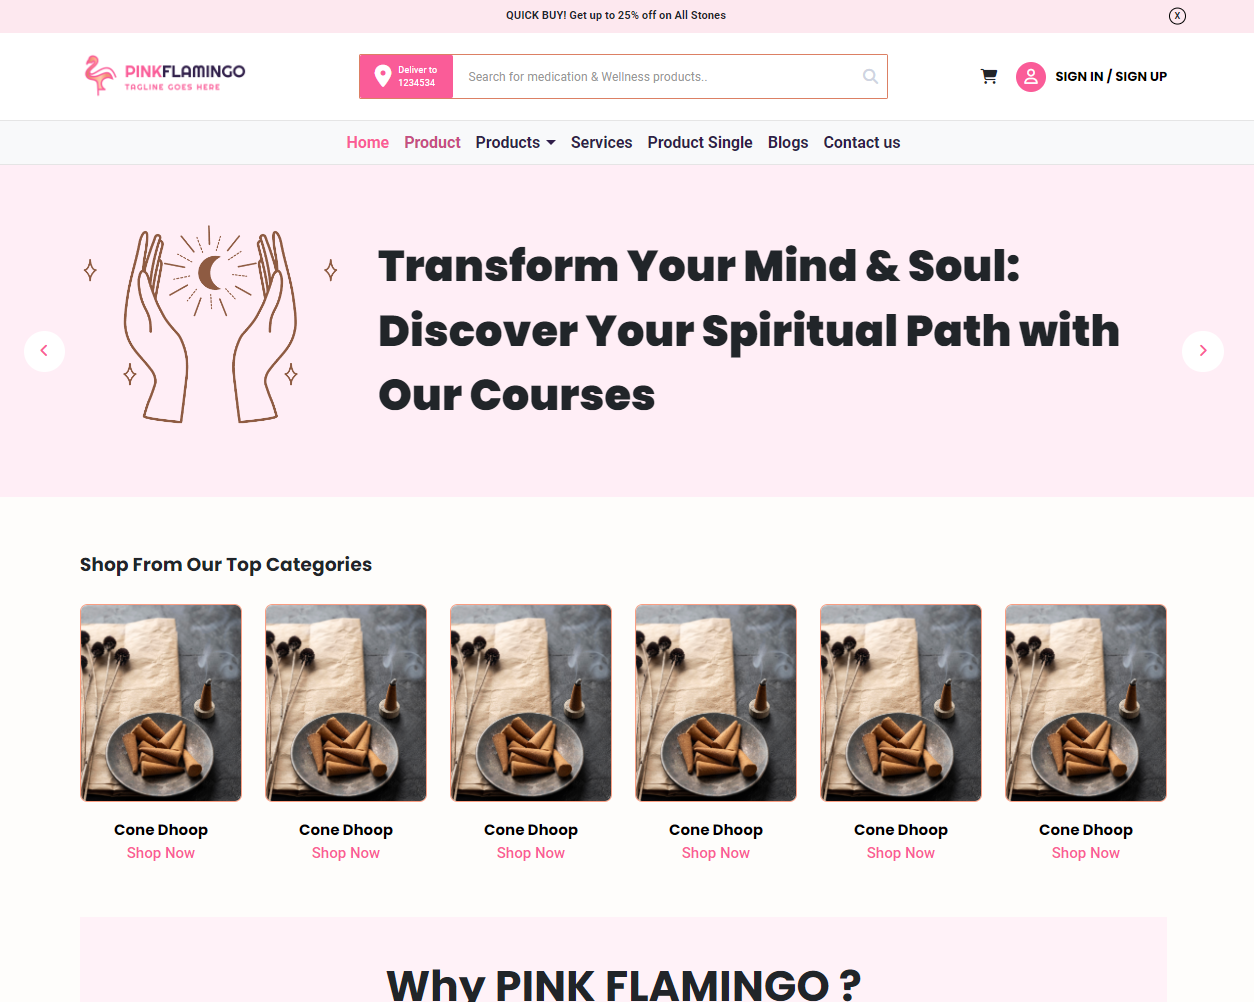 QUICK BUY! Get up to 25% off on All Stones
X
PINKFLAMINGO
TAGLINE GOES HERE
Deliver to
1234534
Search for medication & Wellness products..
SIGN IN / SIGN UP
Home Product Products Services Product Single Blogs Contact us
Transform Your Mind & Soul:
Discover Your Spiritual Path with
Our Courses
Shop From Our Top Categories
Cone Dhoop Cone Dhoop Cone Dhoop Cone Dhoop Cone Dhoop Cone Dhoop
Shop Now Shop Now Shop Now Shop Now Shop Now Shop Now
Why PINK FLAMINGO ?